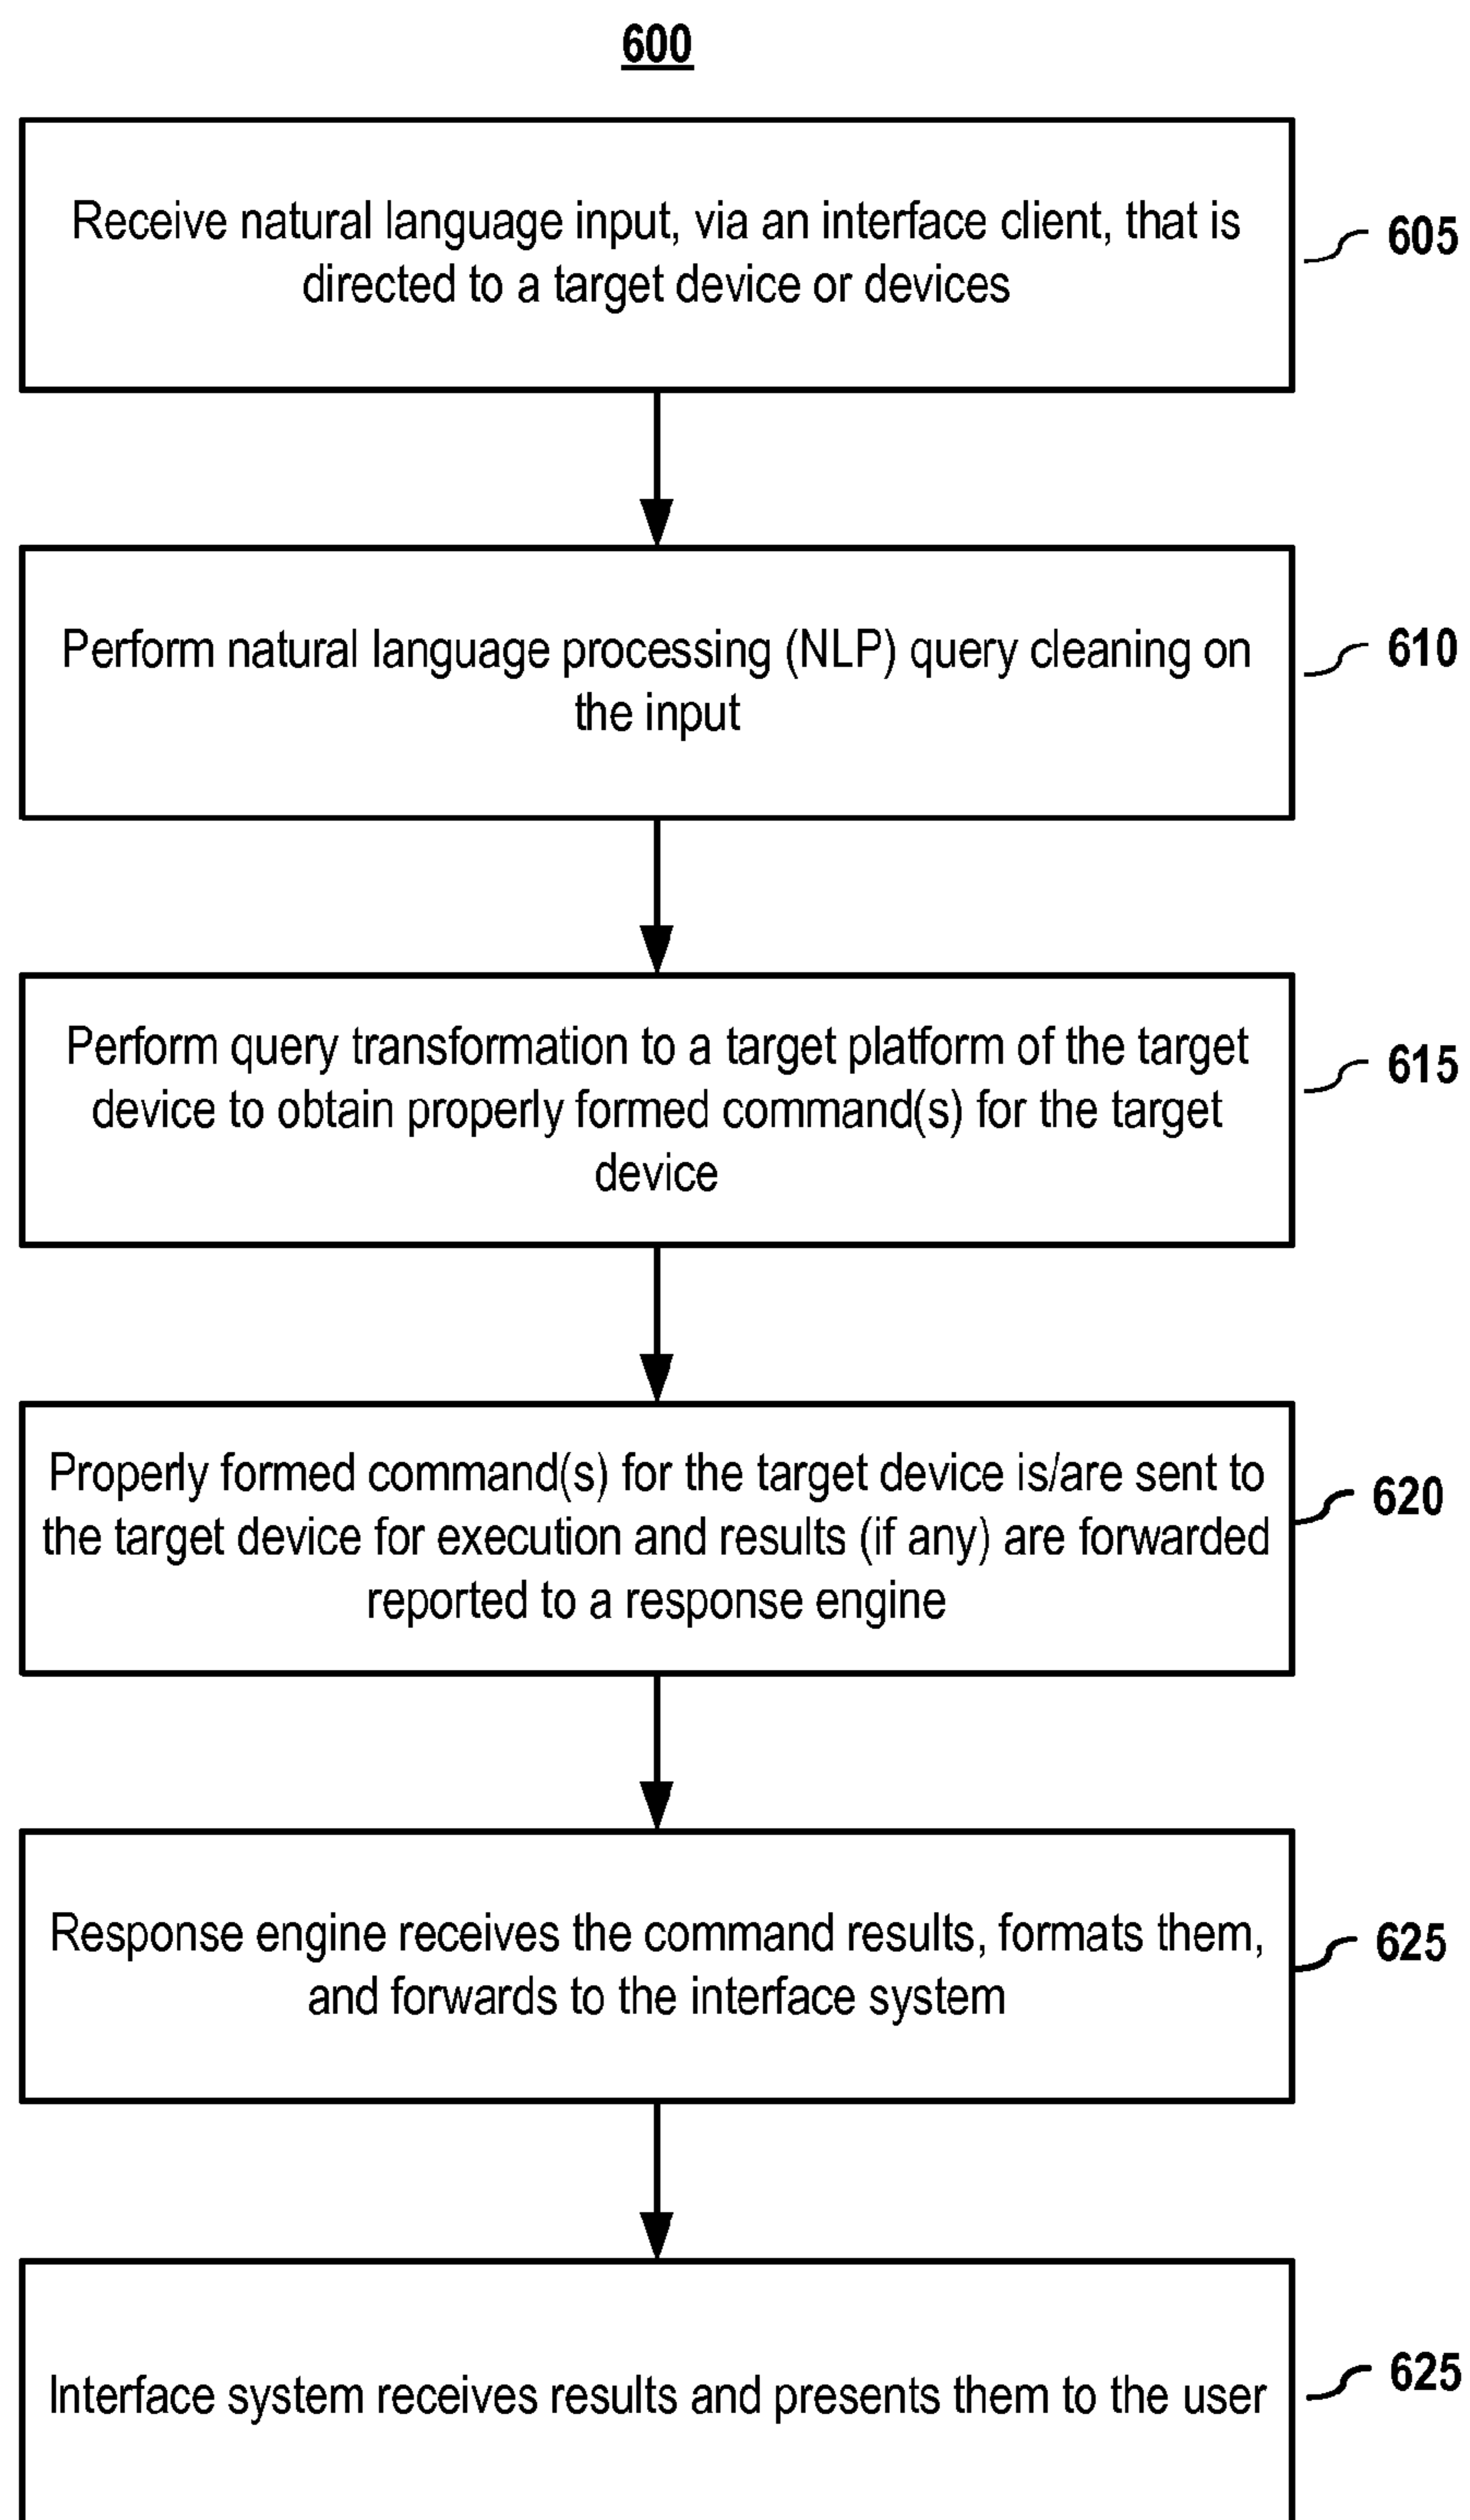 600
Receive natural language input, via an interface client, that is
directed to a target device or devices
605
Perform natural language processing (NLP) query cleaning on
the input
610
Perform query transformation to a target platform of the target
device to obtain properly formed command(s) for the target
device
615
Properly formed command(s) for the target device is/are sent to
the target device for execution and results (if any) are forwarded
reported to a response engine
620
Response engine receives the command results, formats them,
and forwards to the interface system
625
Interface system receives results and presents them to the user
625